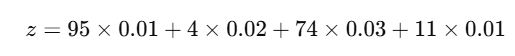 z = 95 × 0.01 + 4 × 0.02 + 74 × 0.03 + 11 × 0.01